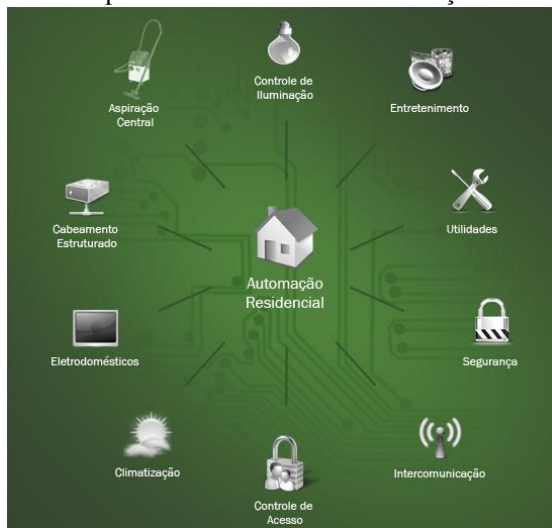 Controle de
Iluminação
Aspiração
Central
Entretenimento
Cabeamento
Estruturado
Utilidades
Automação
Residencial
Eletrodomésticos
Segurança
Climatização
Intercomunicação
Controle de
Acesso